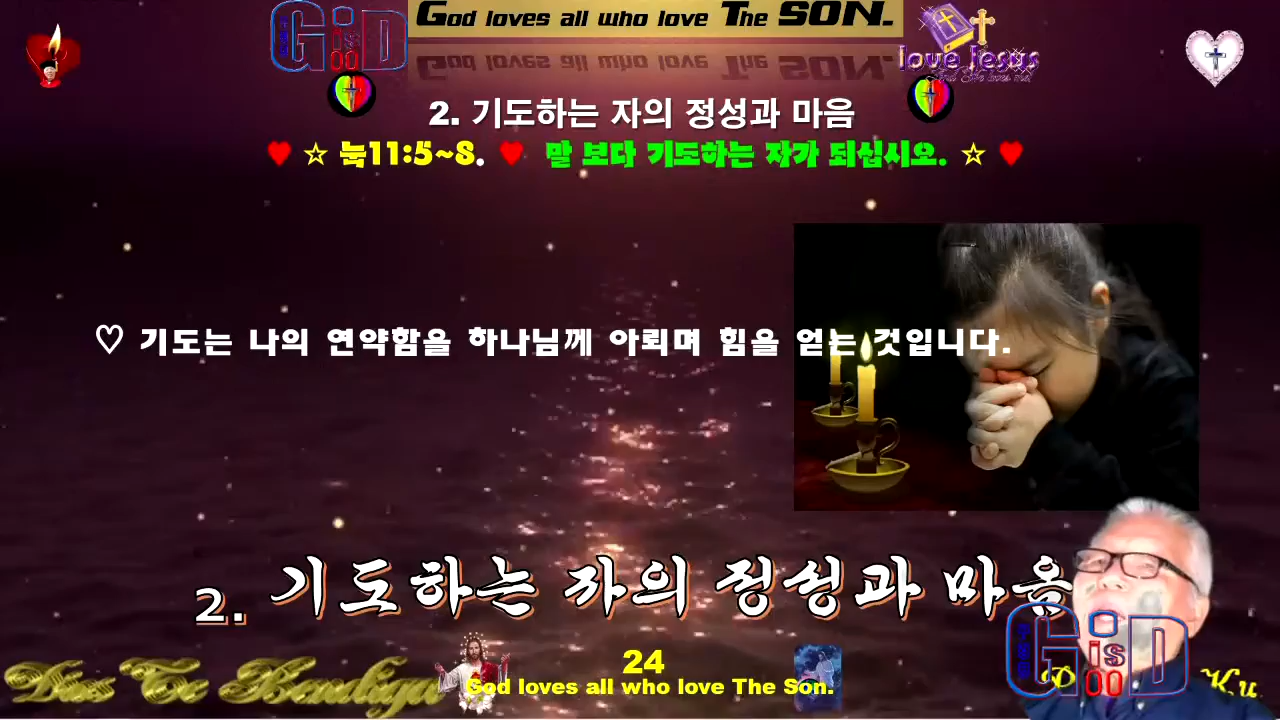 God loves all who love The SON.
GisD
love Jesus
2. 기도하는 자의 정성과 마음
♥ ☆ 눅11:5~8. ♥ 말 보다 기도하는 자가 되십시오. ☆ ♥
♡ 기도는 나의 연약함을 하나님께 아뢰며 힘을 얻는 것입니다.
2. 기도하는 자의 정성과 마음
24
God loves all who love The Son.
Ku